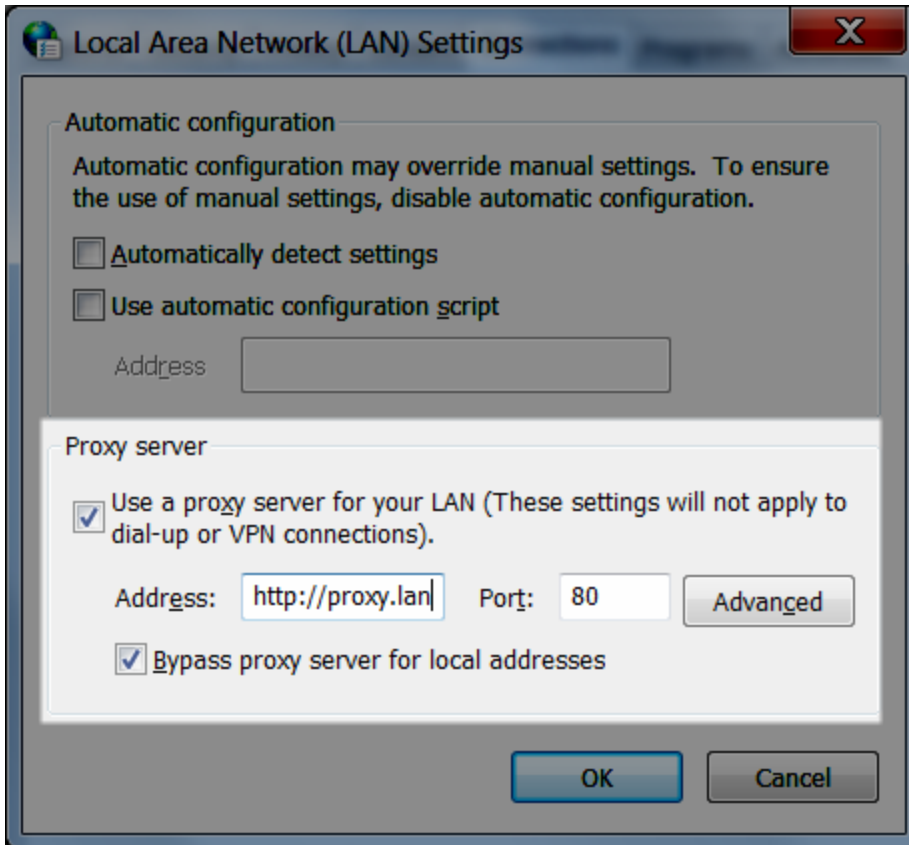 Local Area Network (LAN) Settings
Automatic configuration
Automatic configuration may override manual settings. To ensure
the use of manual settings, disable automatic configuration.
Automatically detect settings
Use automatic configuration script
Address
Proxy server
Use a proxy server for your LAN (These settings will not apply to
dial-up or VPN connections).
Address: http://proxy.lan Port: 80 Advanced
Bypass proxy server for local addresses
OK Cancel